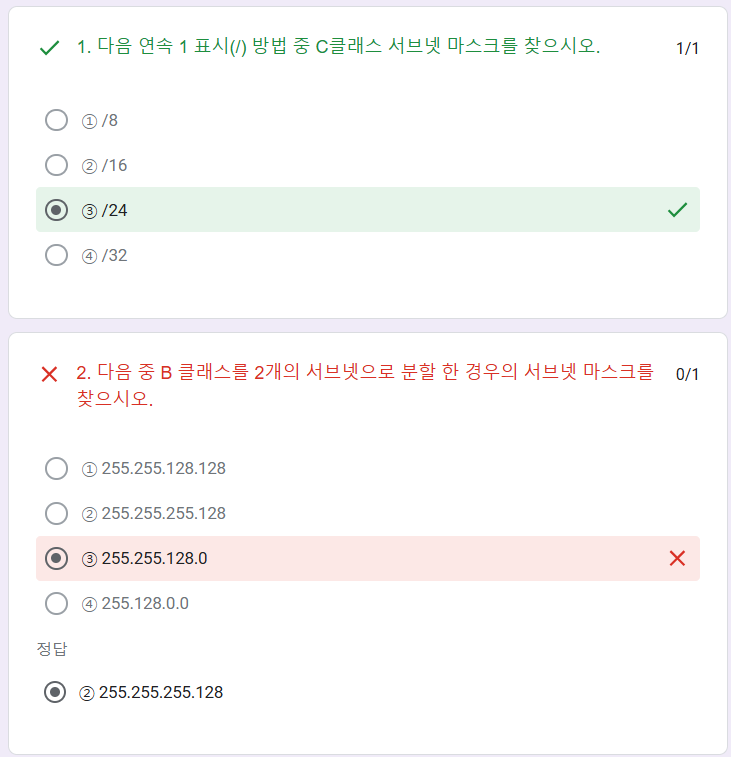 1. 다음 연속 1 표시(/) 방법 중 C클래스 서브넷 마스크를 찾으시오.
1/1
① /8
② /16
③ /24
④ /32
2. 다음 중 B 클래스를 2개의 서브넷으로 분할 한 경우의 서브넷 마스크를
찾으시오.
0/1
① 255.255.128.128
② 255.255.255.128
③ 255.255.128.0
④ 255.128.0.0
정답
② 255.255.255.128